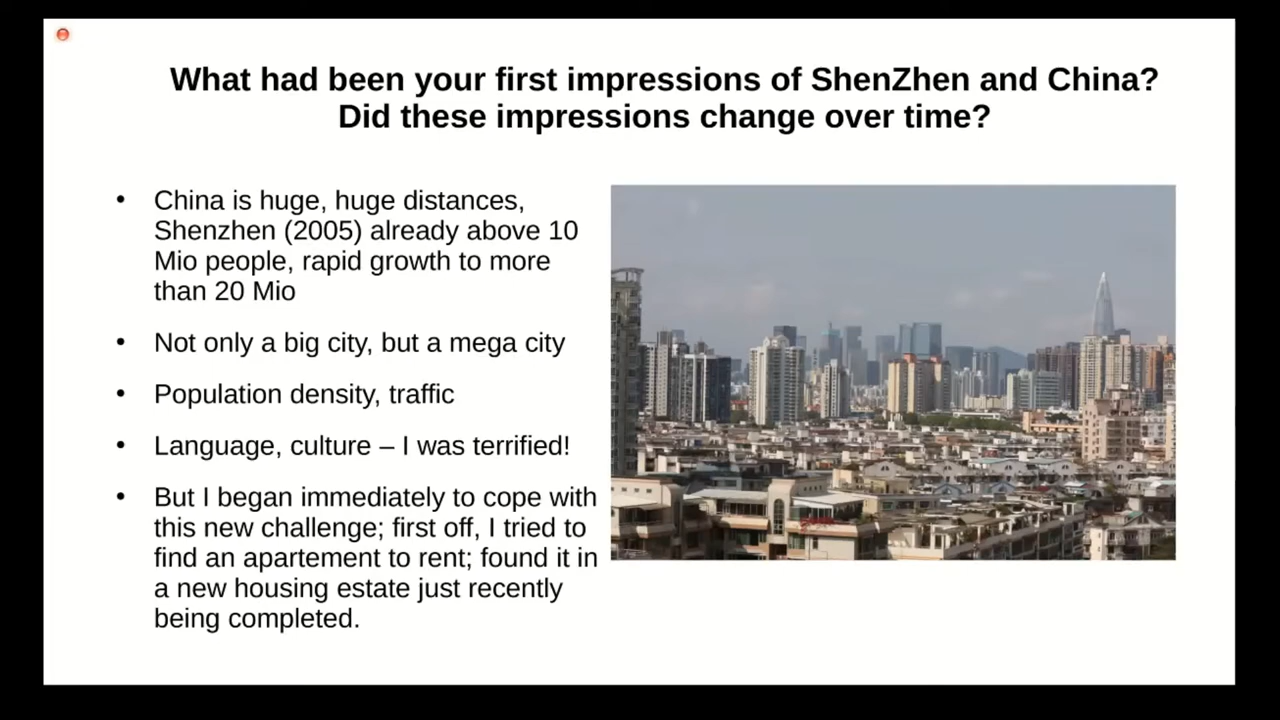 What had been your first impressions of ShenZhen and China?
Did these impressions change over time?
• China is huge, huge distances,
Shenzhen (2005) already above 10
Mio people, rapid growth to more
than 20 Mio
• Not only a big city, but a mega city
• Population density, traffic
• Language, culture – I was terrified!
• But I began immediately to cope with
this new challenge; first off, I tried to
find an apartement to rent; found it in
a new housing estate just recently
being completed.